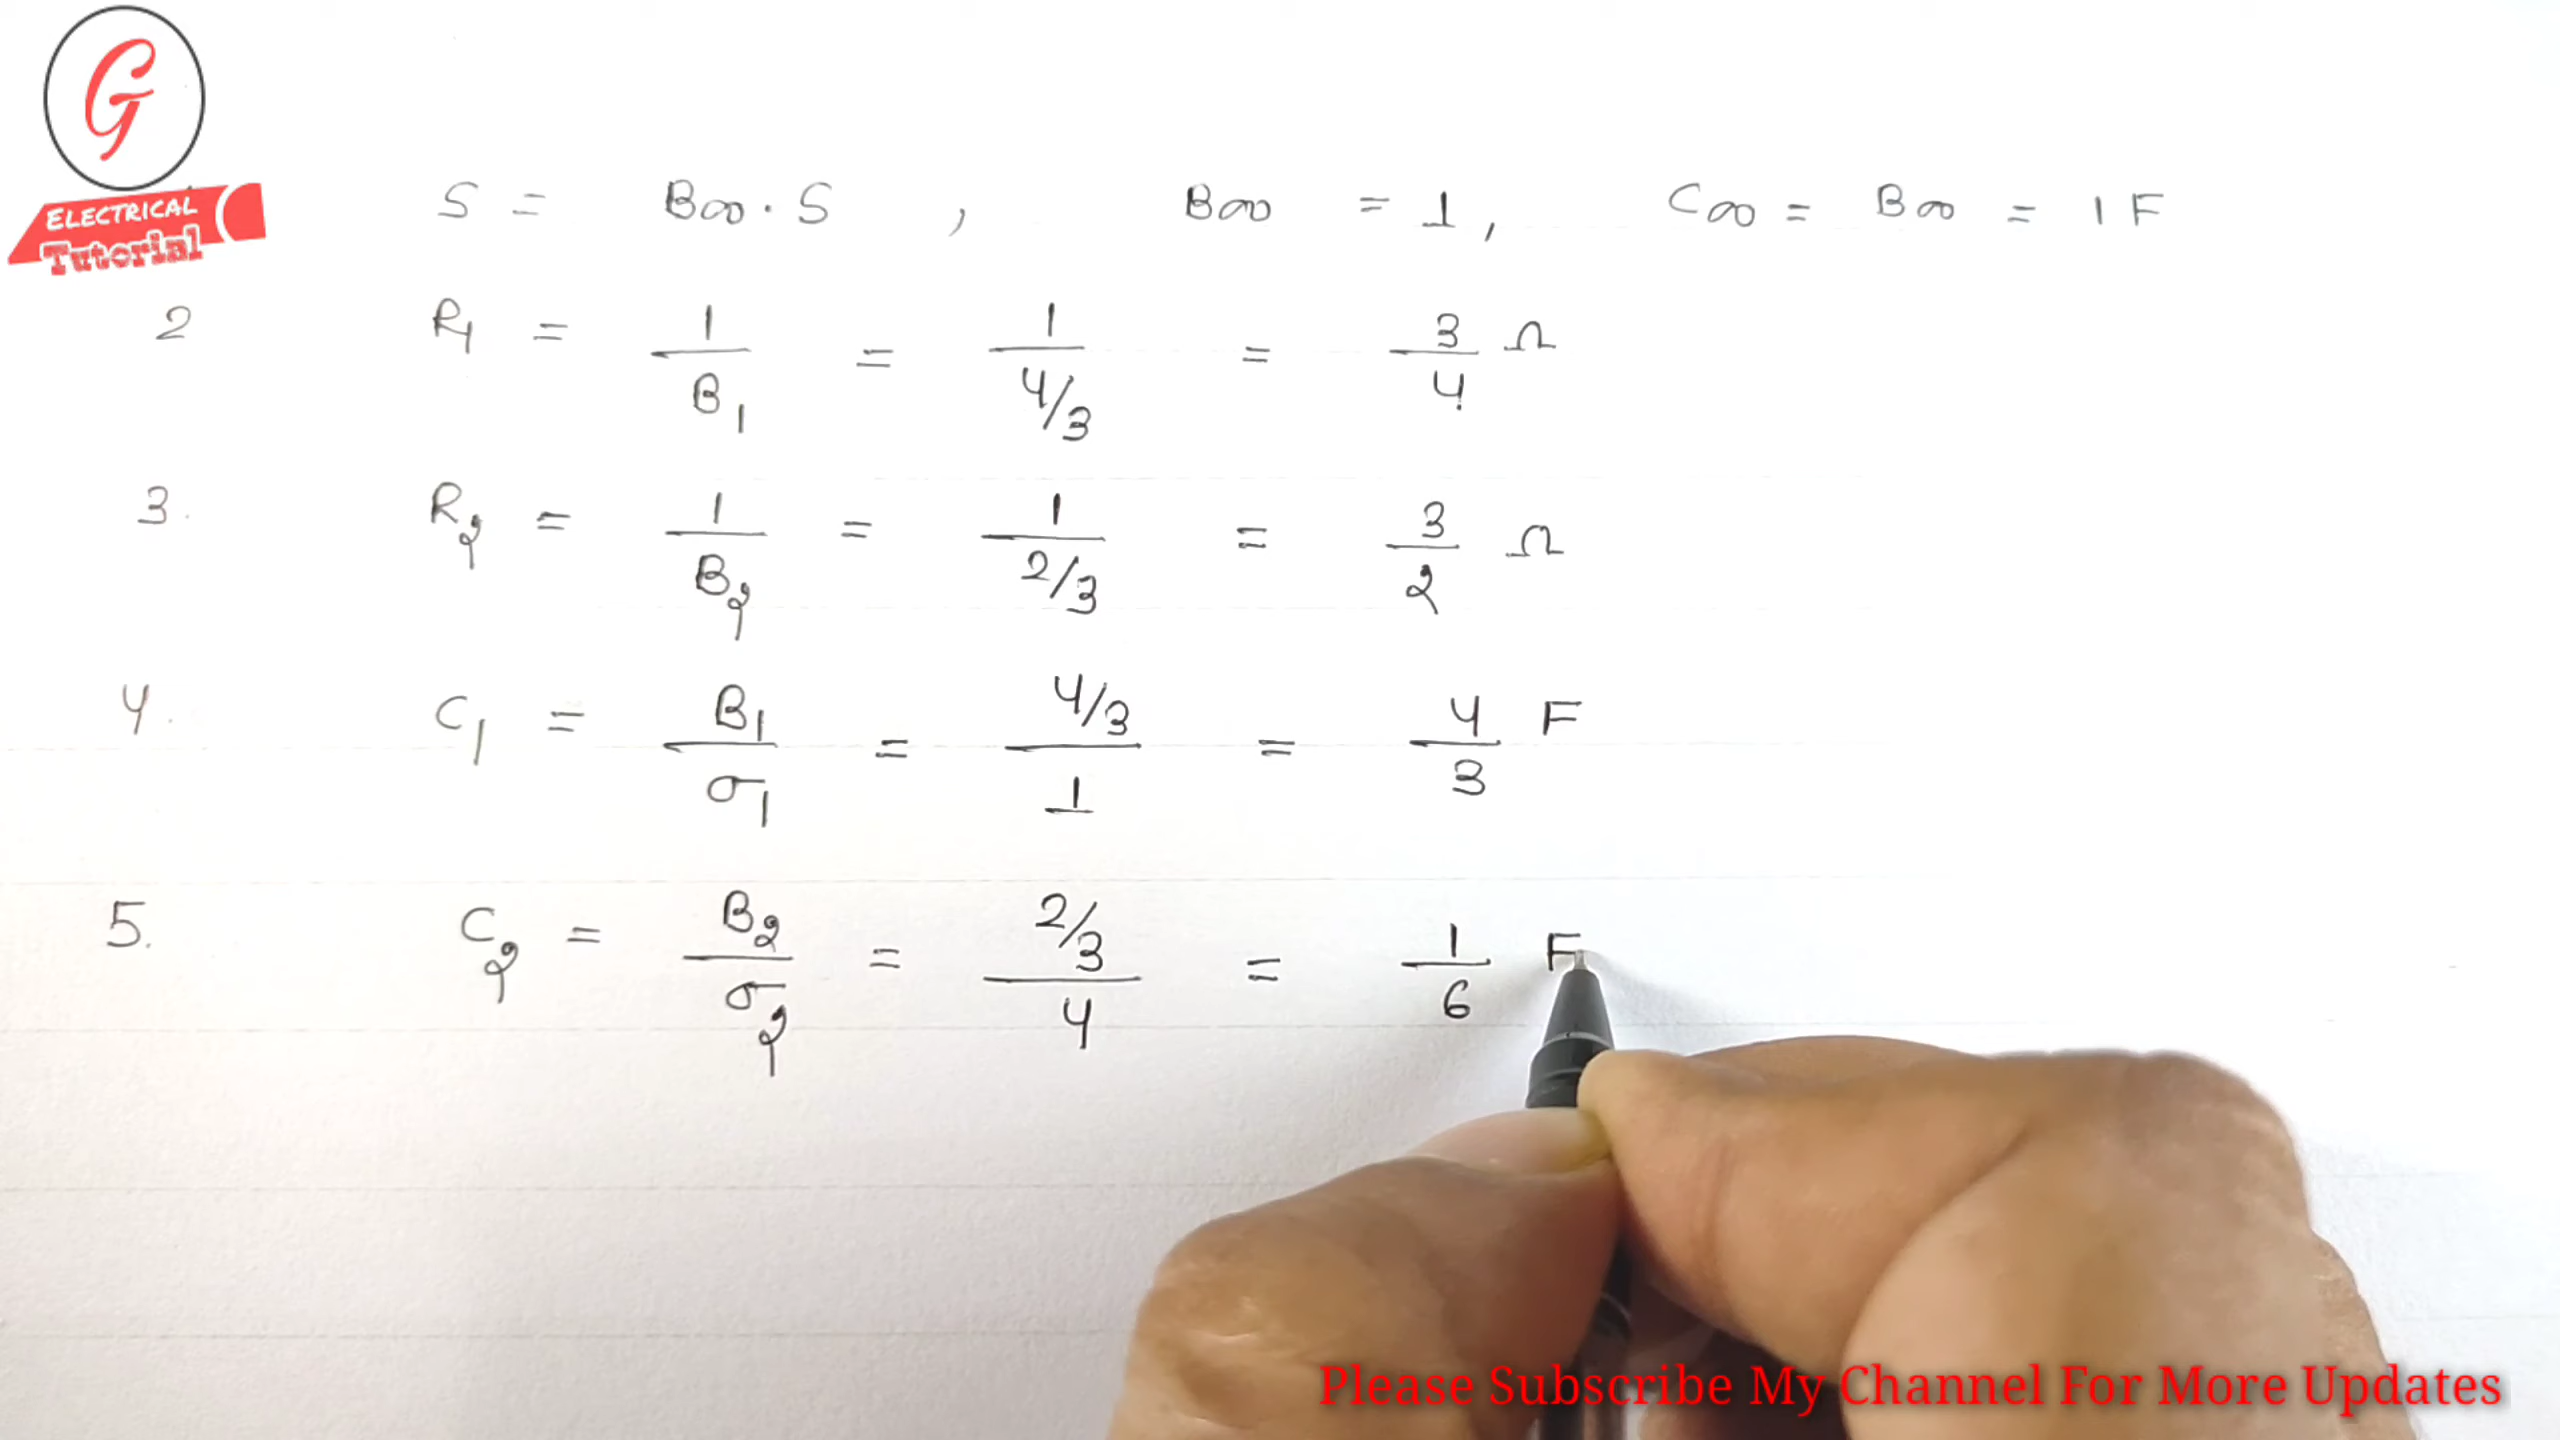 G
ELECTRICAL
Tutorial
S = B∞ . S , B∞ = 1, C∞ = B∞ = 1 F
2 R1 = 1/B1 = 1/(4/3) = 3/4 Ω
3. R2 = 1/B2 = 1/(2/3) = 3/2 Ω
4. C1 = B1/σ1 = (4/3)/1 = 4/3 F
5. C2 = B2/σ2 = (2/3)/4 = 1/6 F
Please Subscribe My Channel For More Updates